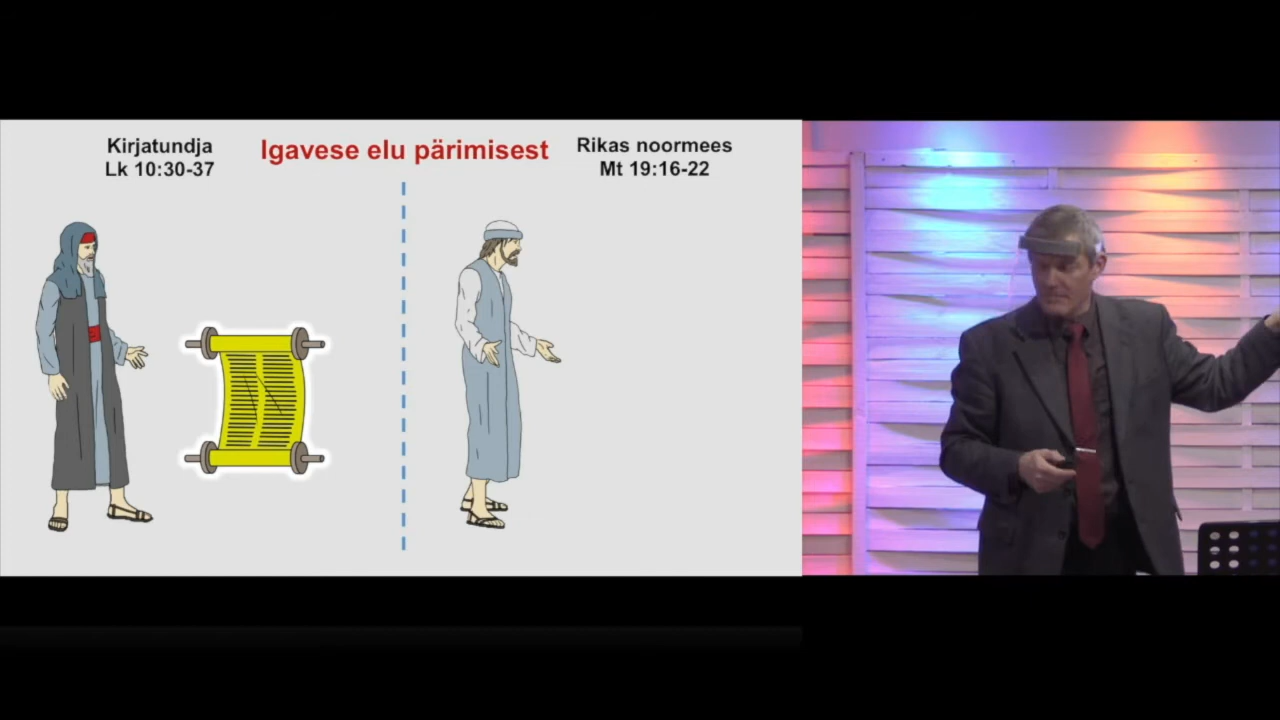 Kirjatundja
Lk 10:30-37
Igavese elu pärimisest
Rikas noormees
Mt 19:16-22